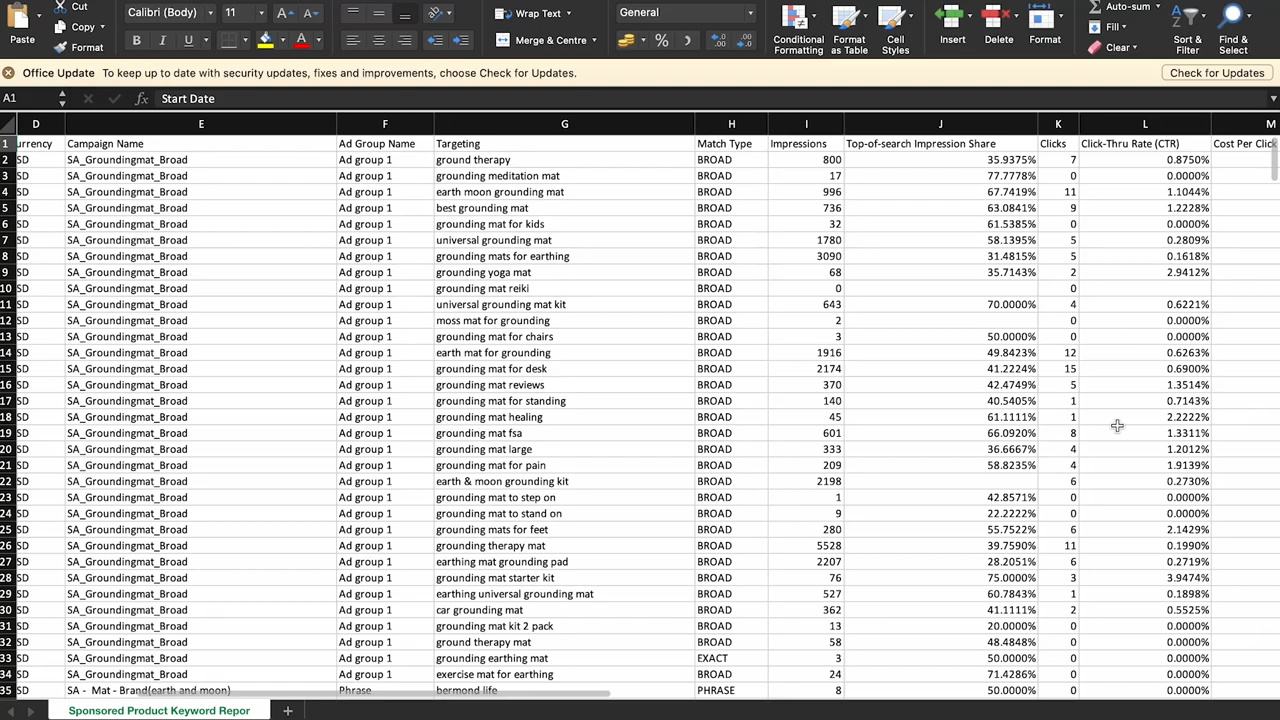 Cut
Calibri (Body) 11 A A Wrap Text General Auto-sum
Paste Copy Fill
Format B I U A Merge & Centre % Conditional Formatting Format as Table Cell Styles Insert Delete Format Clear Sort & Filter Find & Select
Office Update To keep up to date with security updates, fixes and improvements, choose Check for Updates. Check for Updates
A1 fx Start Date
D E F G H I J K L M
1 urrency Campaign Name Ad Group Name Targeting Match Type Impressions Top-of-search Impression Share Clicks Click-Thru Rate (CTR) Cost Per Click
2 SD SA_Groundingmat_Broad Ad group 1 ground therapy BROAD 800 35.9375% 7 0.8750%
3 SD SA_Groundingmat_Broad Ad group 1 grounding meditation mat BROAD 17 77.7778% 0 0.0000%
4 SD SA_Groundingmat_Broad Ad group 1 earth moon grounding mat BROAD 996 67.7419% 11 1.1044%
5 SD SA_Groundingmat_Broad Ad group 1 best grounding mat BROAD 736 63.0841% 9 1.2228%
6 SD SA_Groundingmat_Broad Ad group 1 grounding mat for kids BROAD 32 61.5385% 0 0.0000%
7 SD SA_Groundingmat_Broad Ad group 1 universal grounding mat BROAD 1780 58.1395% 5 0.2809%
8 SD SA_Groundingmat_Broad Ad group 1 grounding mats for earthing BROAD 3090 31.4815% 5 0.1618%
9 SD SA_Groundingmat_Broad Ad group 1 grounding yoga mat BROAD 68 35.7143% 2 2.9412%
10 SD SA_Groundingmat_Broad Ad group 1 grounding mat reiki BROAD 0 0
11 SD SA_Groundingmat_Broad Ad group 1 universal grounding mat kit BROAD 643 70.0000% 4 0.6221%
12 SD SA_Groundingmat_Broad Ad group 1 moss mat for grounding BROAD 2 0 0.0000%
13 SD SA_Groundingmat_Broad Ad group 1 grounding mat for chairs BROAD 3 50.0000% 0 0.0000%
14 SD SA_Groundingmat_Broad Ad group 1 earth mat for grounding BROAD 1916 49.8423% 12 0.6263%
15 SD SA_Groundingmat_Broad Ad group 1 grounding mat for desk BROAD 2174 41.2224% 15 0.6900%
16 SD SA_Groundingmat_Broad Ad group 1 grounding mat reviews BROAD 370 42.4749% 5 1.3514%
17 SD SA_Groundingmat_Broad Ad group 1 grounding mat for standing BROAD 140 40.5405% 1 0.7143%
18 SD SA_Groundingmat_Broad Ad group 1 grounding mat healing BROAD 45 61.1111% 1 2.2222%
19 SD SA_Groundingmat_Broad Ad group 1 grounding mat fsa BROAD 601 66.0920% 8 1.3311%
20 SD SA_Groundingmat_Broad Ad group 1 grounding mat large BROAD 333 36.6667% 4 1.2012%
21 SD SA_Groundingmat_Broad Ad group 1 grounding mat for pain BROAD 209 58.8235% 4 1.9139%
22 SD SA_Groundingmat_Broad Ad group 1 earth & moon grounding kit BROAD 2198 6 0.2730%
23 SD SA_Groundingmat_Broad Ad group 1 grounding mat to step on BROAD 1 42.8571% 0 0.0000%
24 SD SA_Groundingmat_Broad Ad group 1 grounding mat to stand on BROAD 9 22.2222% 0 0.0000%
25 SD SA_Groundingmat_Broad Ad group 1 grounding mats for feet BROAD 280 55.7522% 6 2.1429%
26 SD SA_Groundingmat_Broad Ad group 1 grounding therapy mat BROAD 5528 39.7590% 11 0.1990%
27 SD SA_Groundingmat_Broad Ad group 1 earthing mat grounding pad BROAD 2207 28.2051% 6 0.2719%
28 SD SA_Groundingmat_Broad Ad group 1 grounding mat starter kit BROAD 76 75.0000% 3 3.9474%
29 SD SA_Groundingmat_Broad Ad group 1 earthing universal grounding mat BROAD 527 60.7843% 1 0.1898%
30 SD SA_Groundingmat_Broad Ad group 1 car grounding mat BROAD 362 41.1111% 2 0.5525%
31 SD SA_Groundingmat_Broad Ad group 1 grounding mat kit 2 pack BROAD 13 20.0000% 0 0.0000%
32 SD SA_Groundingmat_Broad Ad group 1 ground therapy mat BROAD 58 48.4848% 0 0.0000%
33 SD SA_Groundingmat_Broad Ad group 1 grounding earthing mat EXACT 3 50.0000% 0 0.0000%
34 SD SA_Groundingmat_Broad Ad group 1 exercise mat for earthing BROAD 24 71.4286% 0 0.0000%
35 SD SA - Mat - Brand(earth and moon) Phrase bermond life PHRASE 8 50.0000% 0 0.0000%
Sponsored Product Keyword Repor +